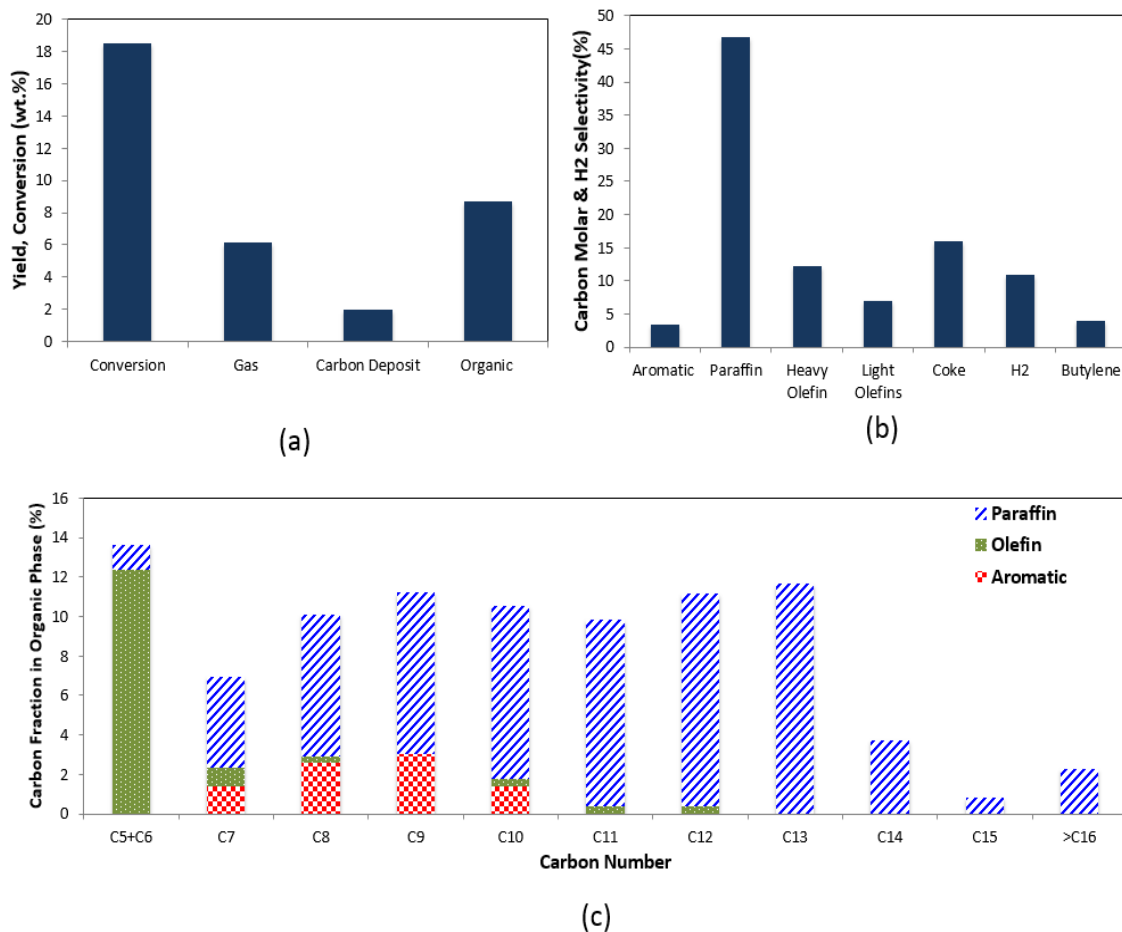 Yield, Conversion (wt.%)
20
18
16
14
12
10
8
6
4
2
0
Conversion Gas Carbon Deposit Organic
(a)
Carbon Molar & H2 Selectivity(%)
50
45
40
35
30
25
20
15
10
5
0
Aromatic Paraffin Heavy Olefin Light Olefins Coke H2 Butylene
(b)
Carbon Fraction in Organic Phase (%)
16
14
12
10
8
6
4
2
0
Paraffin
Olefin
Aromatic
C5+C6 C7 C8 C9 C10 C11 C12 C13 C14 C15 >C16
Carbon Number
(c)